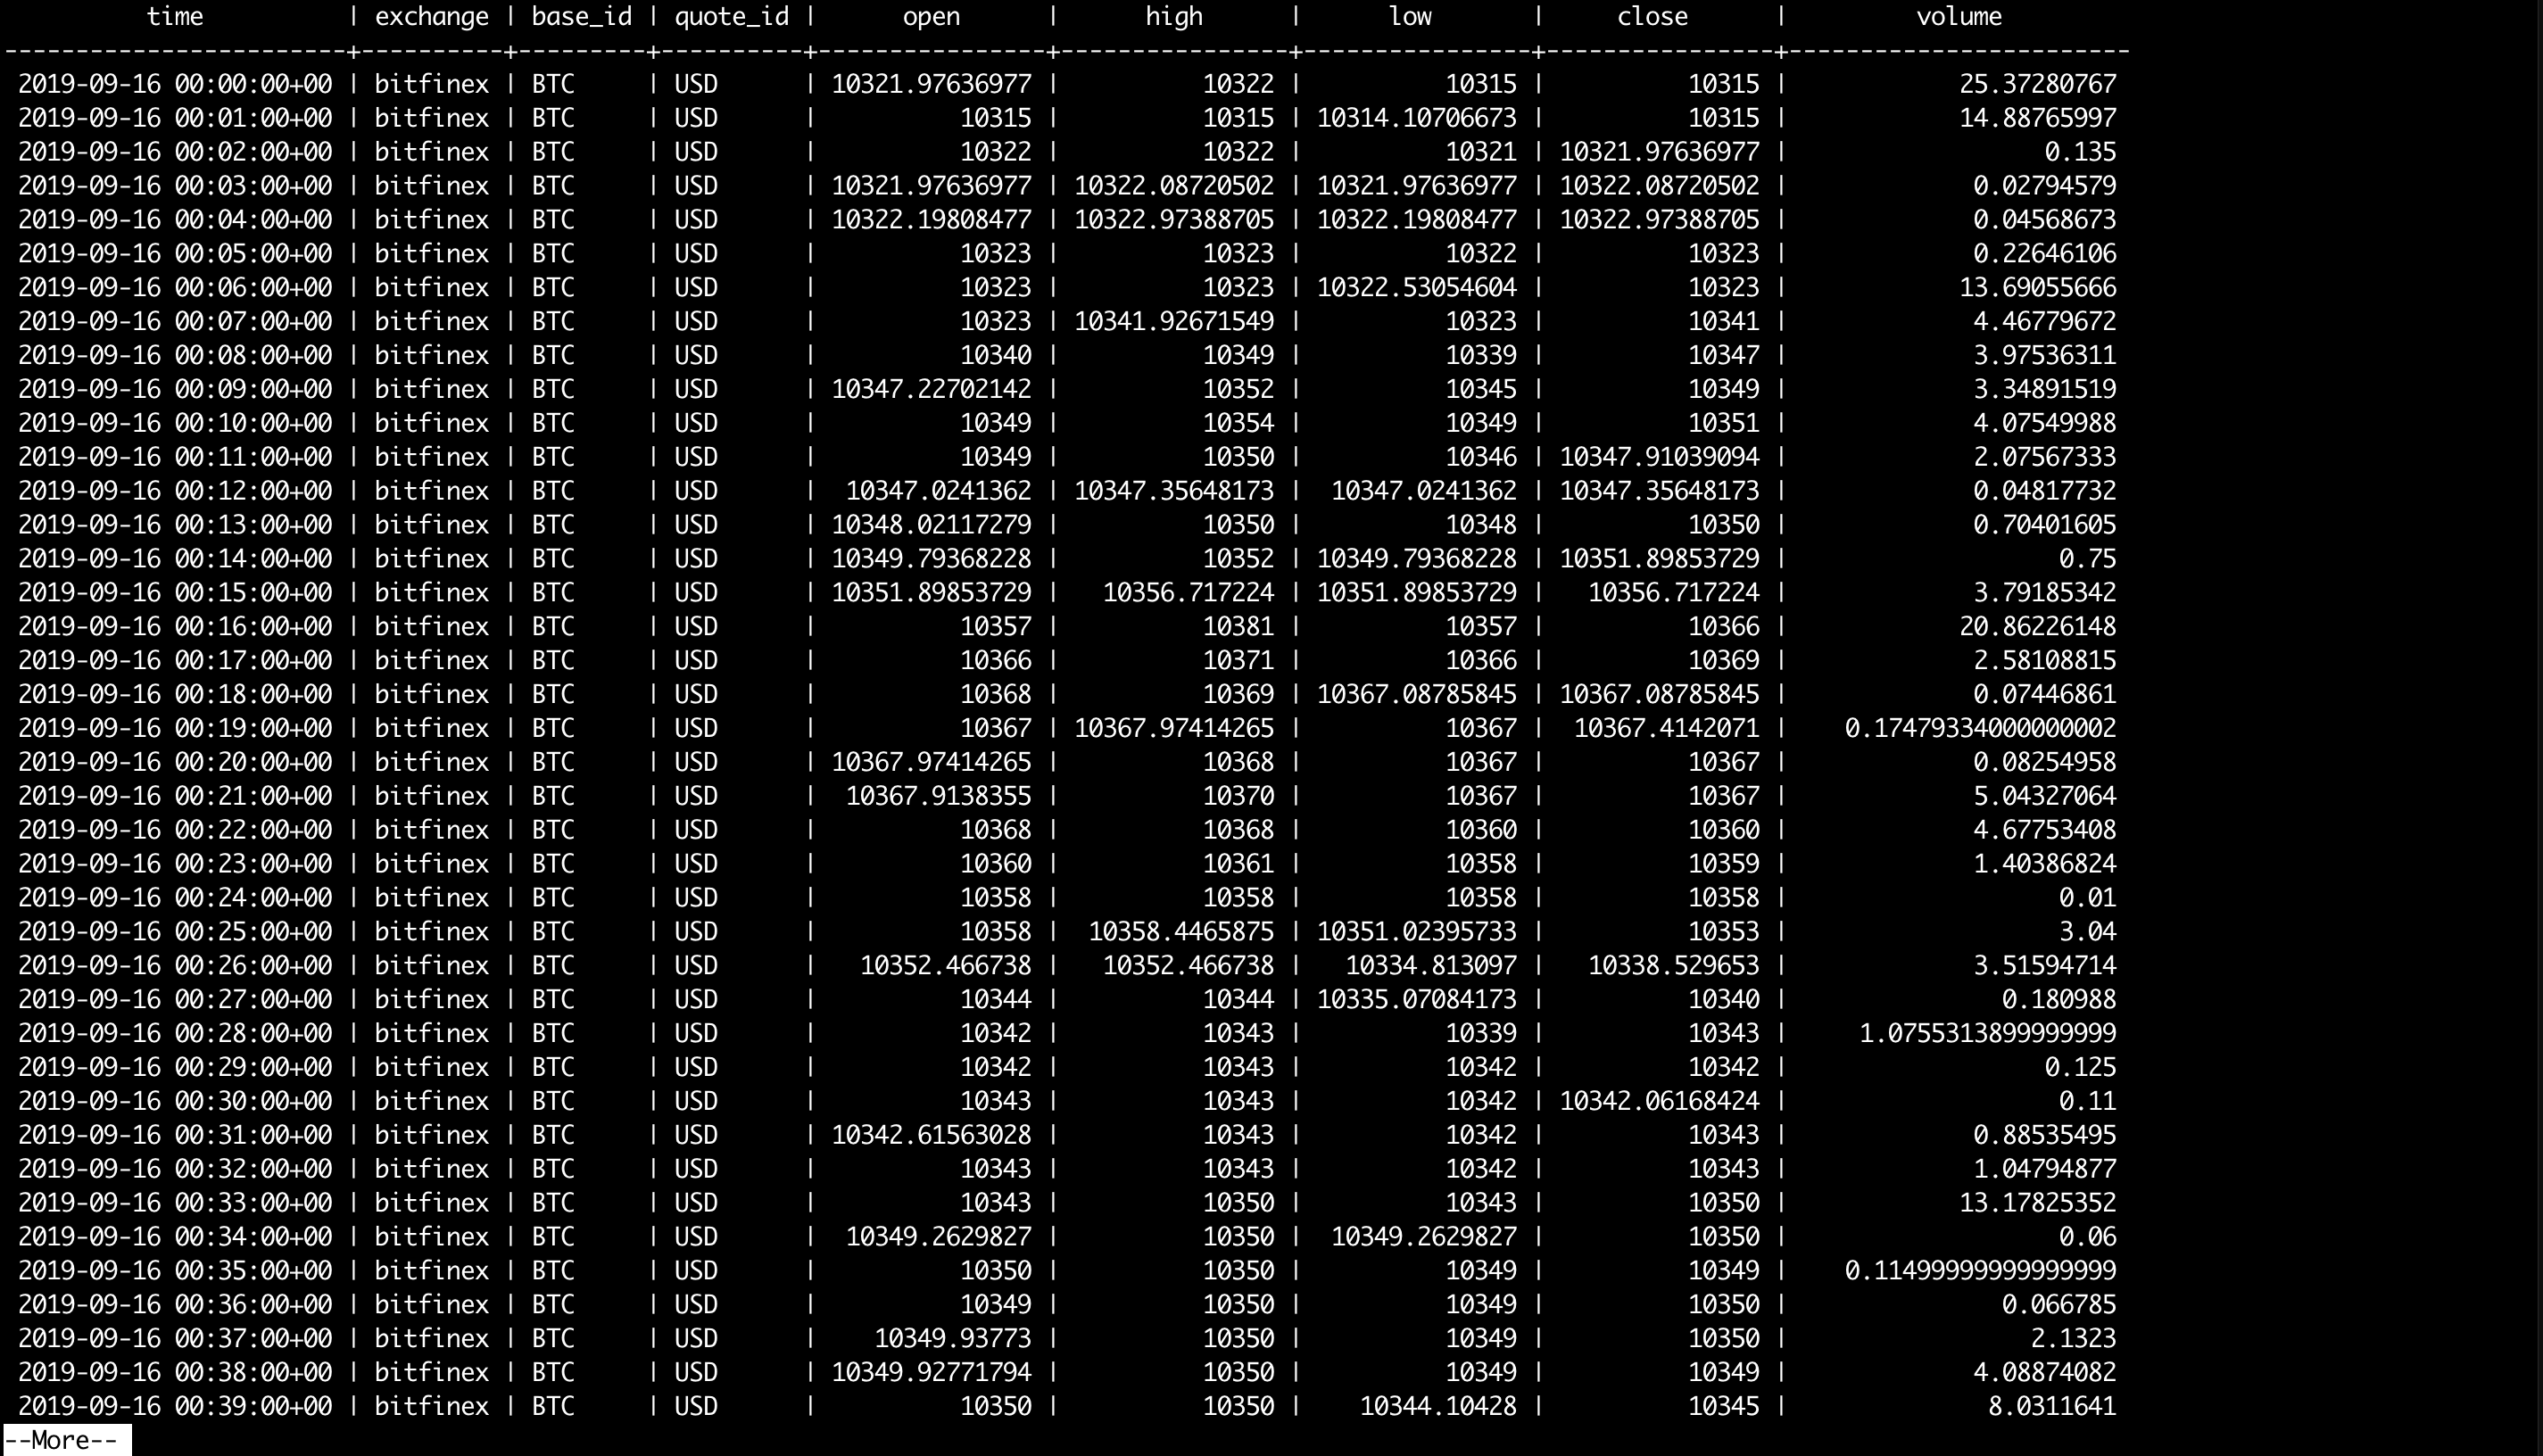 time | exchange | base_id | quote_id | open | high | low | close | volume
------------------------+----------+---------+----------+----------------+----------------+----------------+----------------+------------------------
2019-09-16 00:00:00+00 | bitfinex | BTC | USD | 10321.97636977 | 10322 | 10315 | 10315 | 25.37280767
2019-09-16 00:01:00+00 | bitfinex | BTC | USD | 10315 | 10315 | 10314.10706673 | 10315 | 14.88765997
2019-09-16 00:02:00+00 | bitfinex | BTC | USD | 10322 | 10322 | 10321 | 10321.97636977 | 0.135
2019-09-16 00:03:00+00 | bitfinex | BTC | USD | 10321.97636977 | 10322.08720502 | 10321.97636977 | 10322.08720502 | 0.02794579
2019-09-16 00:04:00+00 | bitfinex | BTC | USD | 10322.19808477 | 10322.97388705 | 10322.19808477 | 10322.97388705 | 0.04568673
2019-09-16 00:05:00+00 | bitfinex | BTC | USD | 10323 | 10323 | 10322 | 10323 | 0.22646106
2019-09-16 00:06:00+00 | bitfinex | BTC | USD | 10323 | 10323 | 10322.53054604 | 10323 | 13.69055666
2019-09-16 00:07:00+00 | bitfinex | BTC | USD | 10323 | 10341.92671549 | 10323 | 10341 | 4.46779672
2019-09-16 00:08:00+00 | bitfinex | BTC | USD | 10340 | 10349 | 10339 | 10347 | 3.97536311
2019-09-16 00:09:00+00 | bitfinex | BTC | USD | 10347.22702142 | 10352 | 10345 | 10349 | 3.34891519
2019-09-16 00:10:00+00 | bitfinex | BTC | USD | 10349 | 10354 | 10349 | 10351 | 4.07549988
2019-09-16 00:11:00+00 | bitfinex | BTC | USD | 10349 | 10350 | 10346 | 10347.91039094 | 2.07567333
2019-09-16 00:12:00+00 | bitfinex | BTC | USD | 10347.0241362 | 10347.35648173 | 10347.0241362 | 10347.35648173 | 0.04817732
2019-09-16 00:13:00+00 | bitfinex | BTC | USD | 10348.02117279 | 10350 | 10348 | 10350 | 0.70401605
2019-09-16 00:14:00+00 | bitfinex | BTC | USD | 10349.79368228 | 10352 | 10349.79368228 | 10351.89853729 | 0.75
2019-09-16 00:15:00+00 | bitfinex | BTC | USD | 10351.89853729 | 10356.717224 | 10351.89853729 | 10356.717224 | 3.79185342
2019-09-16 00:16:00+00 | bitfinex | BTC | USD | 10357 | 10381 | 10357 | 10366 | 20.86226148
2019-09-16 00:17:00+00 | bitfinex | BTC | USD | 10366 | 10371 | 10366 | 10369 | 2.58108815
2019-09-16 00:18:00+00 | bitfinex | BTC | USD | 10368 | 10369 | 10367.08785845 | 10367.08785845 | 0.07446861
2019-09-16 00:19:00+00 | bitfinex | BTC | USD | 10367 | 10367.97414265 | 10367 | 10367.4142071 | 0.17479334000000002
2019-09-16 00:20:00+00 | bitfinex | BTC | USD | 10367.97414265 | 10368 | 10367 | 10367 | 0.08254958
2019-09-16 00:21:00+00 | bitfinex | BTC | USD | 10367.9138355 | 10370 | 10367 | 10367 | 5.04327064
2019-09-16 00:22:00+00 | bitfinex | BTC | USD | 10368 | 10368 | 10360 | 10360 | 4.67753408
2019-09-16 00:23:00+00 | bitfinex | BTC | USD | 10360 | 10361 | 10358 | 10359 | 1.40386824
2019-09-16 00:24:00+00 | bitfinex | BTC | USD | 10358 | 10358 | 10358 | 10358 | 0.01
2019-09-16 00:25:00+00 | bitfinex | BTC | USD | 10358 | 10358.4465875 | 10351.02395733 | 10353 | 3.04
2019-09-16 00:26:00+00 | bitfinex | BTC | USD | 10352.466738 | 10352.466738 | 10334.813097 | 10338.529653 | 3.51594714
2019-09-16 00:27:00+00 | bitfinex | BTC | USD | 10344 | 10344 | 10335.07084173 | 10340 | 0.180988
2019-09-16 00:28:00+00 | bitfinex | BTC | USD | 10342 | 10343 | 10339 | 10343 | 1.0755313899999999
2019-09-16 00:29:00+00 | bitfinex | BTC | USD | 10342 | 10343 | 10342 | 10342 | 0.125
2019-09-16 00:30:00+00 | bitfinex | BTC | USD | 10343 | 10343 | 10342 | 10342.06168424 | 0.11
2019-09-16 00:31:00+00 | bitfinex | BTC | USD | 10342.61563028 | 10343 | 10342 | 10343 | 0.88535495
2019-09-16 00:32:00+00 | bitfinex | BTC | USD | 10343 | 10343 | 10342 | 10343 | 1.04794877
2019-09-16 00:33:00+00 | bitfinex | BTC | USD | 10343 | 10350 | 10343 | 10350 | 13.17825352
2019-09-16 00:34:00+00 | bitfinex | BTC | USD | 10349.2629827 | 10350 | 10349.2629827 | 10350 | 0.06
2019-09-16 00:35:00+00 | bitfinex | BTC | USD | 10350 | 10350 | 10349 | 10349 | 0.11499999999999999
2019-09-16 00:36:00+00 | bitfinex | BTC | USD | 10349 | 10350 | 10349 | 10350 | 0.066785
2019-09-16 00:37:00+00 | bitfinex | BTC | USD | 10349.93773 | 10350 | 10349 | 10350 | 2.1323
2019-09-16 00:38:00+00 | bitfinex | BTC | USD | 10349.92771794 | 10350 | 10349 | 10349 | 4.08874082
2019-09-16 00:39:00+00 | bitfinex | BTC | USD | 10350 | 10350 | 10344.10428 | 10345 | 8.0311641
--More--